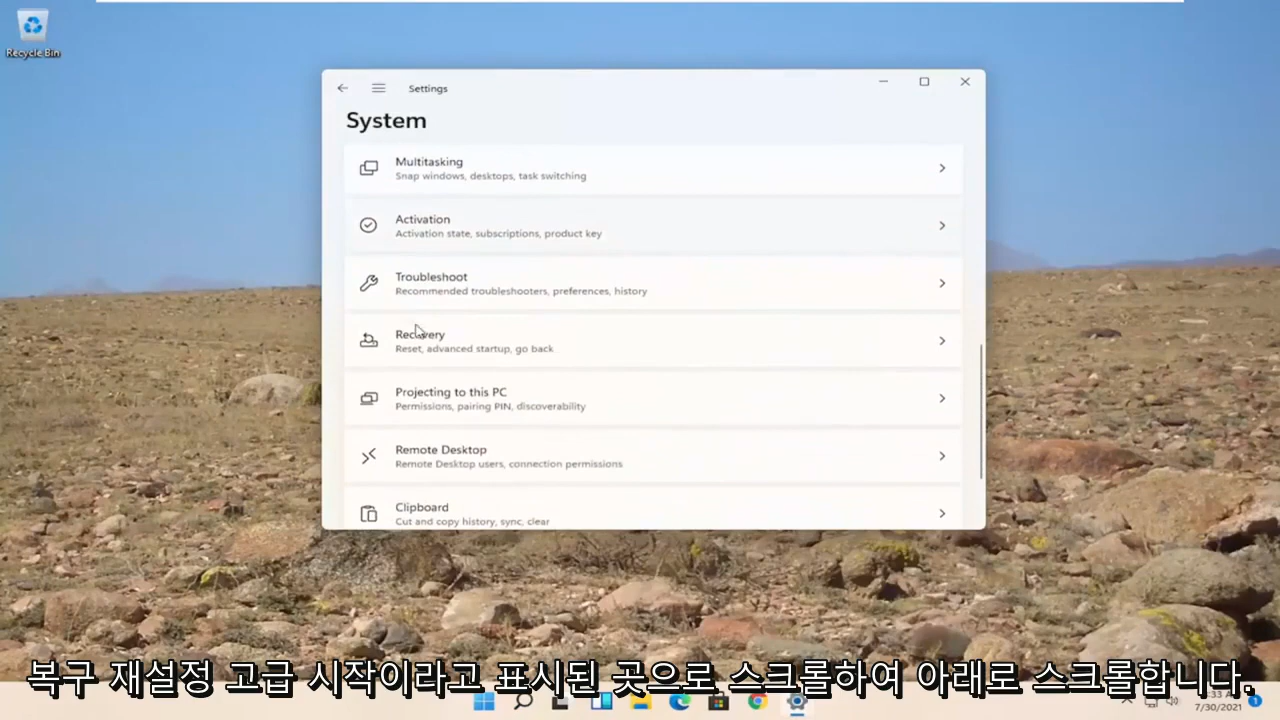 Recycle Bin
Settings
System
Multitasking
Snap windows, desktops, task switching
Activation
Activation state, subscriptions, product key
Troubleshoot
Recommended troubleshooters, preferences, history
Recovery
Reset, advanced startup, go back
Projecting to this PC
Permissions, pairing PIN, discoverability
Remote Desktop
Remote Desktop users, connection permissions
Clipboard
Cut and copy history, sync, clear
복구 재설정 고급 시작이라고 표시된 곳으로 스크롤하여 아래로 스크롤합니다.
7/30/2021
1